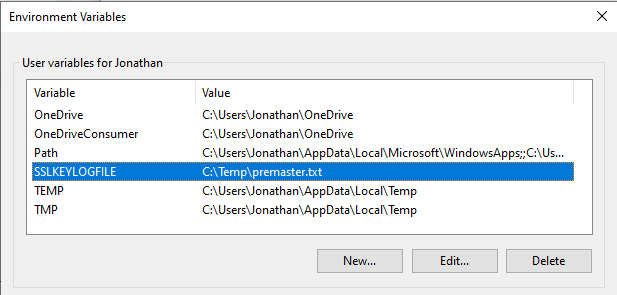 Environment Variables
User variables for Jonathan
Variable Value
OneDrive C:\Users\Jonathan\OneDrive
OneDriveConsumer C:\Users\Jonathan\OneDrive
Path C:\Users\Jonathan\AppData\Local\Microsoft\WindowsApps;;C:\Us...
SSLKEYLOGFILE C:\Temp\premaster.txt
TEMP C:\Users\Jonathan\AppData\Local\Temp
TMP C:\Users\Jonathan\AppData\Local\Temp
New... Edit... Delete